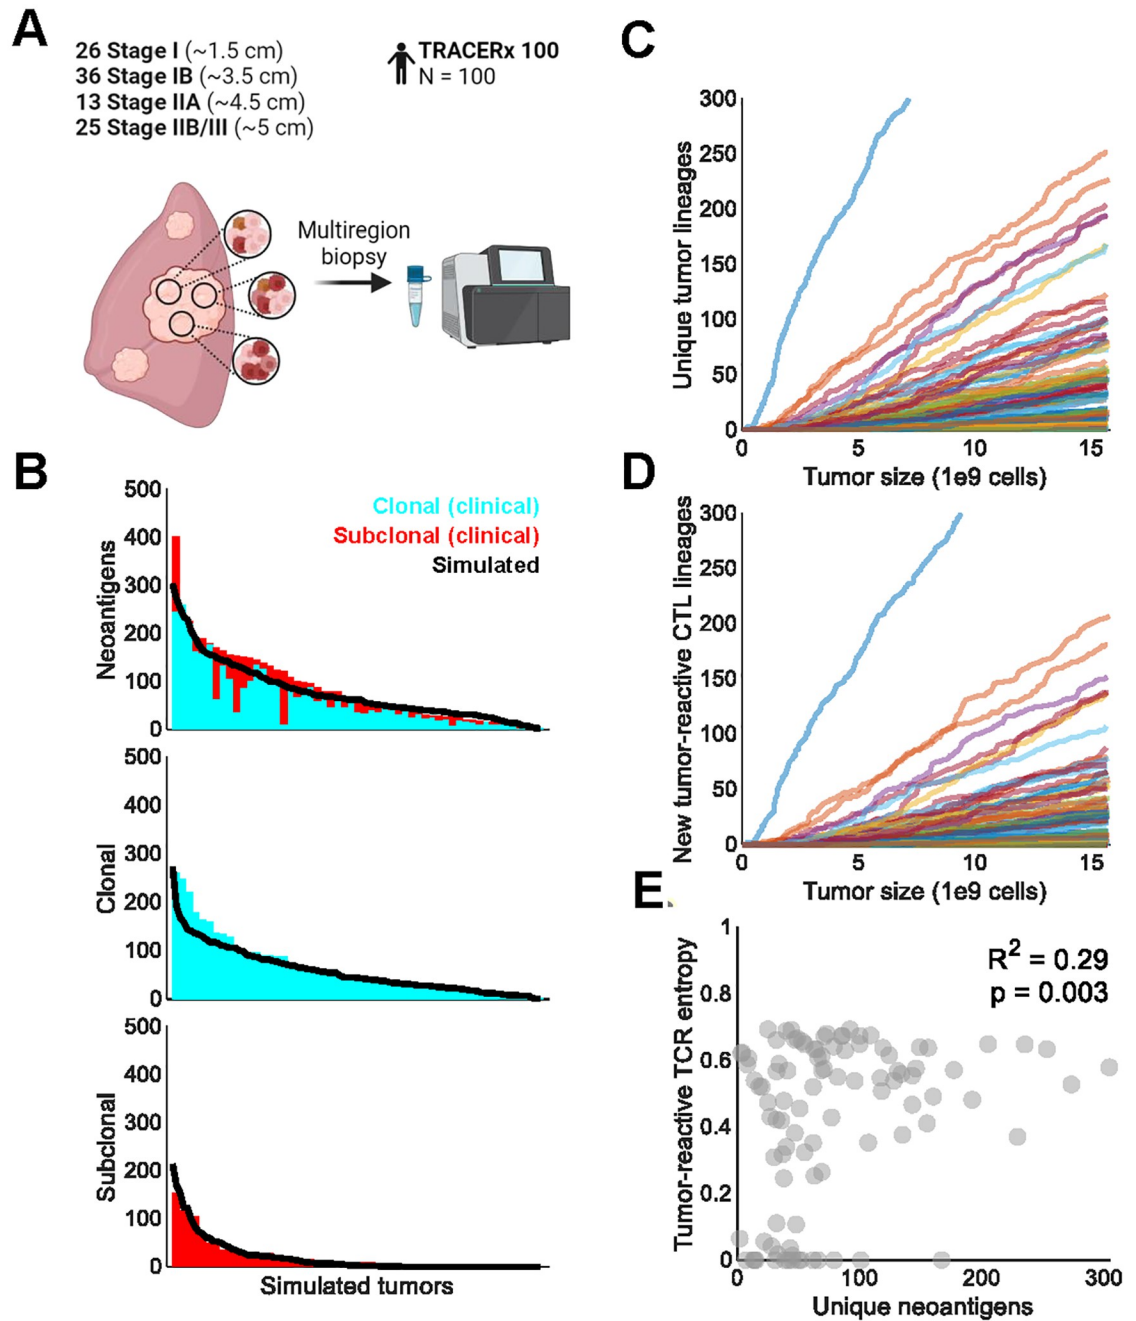 A
26 Stage I (~1.5 cm)
36 Stage IB (~3.5 cm)
13 Stage IIA (~4.5 cm)
25 Stage IIB/III (~5 cm)
TRACERx 100
N = 100
Multiregion
biopsy
B
500
400
300
200
100
0
Neoantigens
Clonal (clinical)
Subclonal (clinical)
Simulated
500
400
300
200
100
0
Clonal
500
400
300
200
100
0
Subclonal
Simulated tumors
C
300
250
200
150
100
50
0
Unique tumor lineages
0 5 10 15
Tumor size (1e9 cells)
D
300
250
200
150
100
50
0
New tumor-reactive CTL lineages
0 5 10 15
Tumor size (1e9 cells)
E
1
0.8
0.6
0.4
0.2
0
Tumor-reactive TCR entropy
R² = 0.29
p = 0.003
0 100 200 300
Unique neoantigens